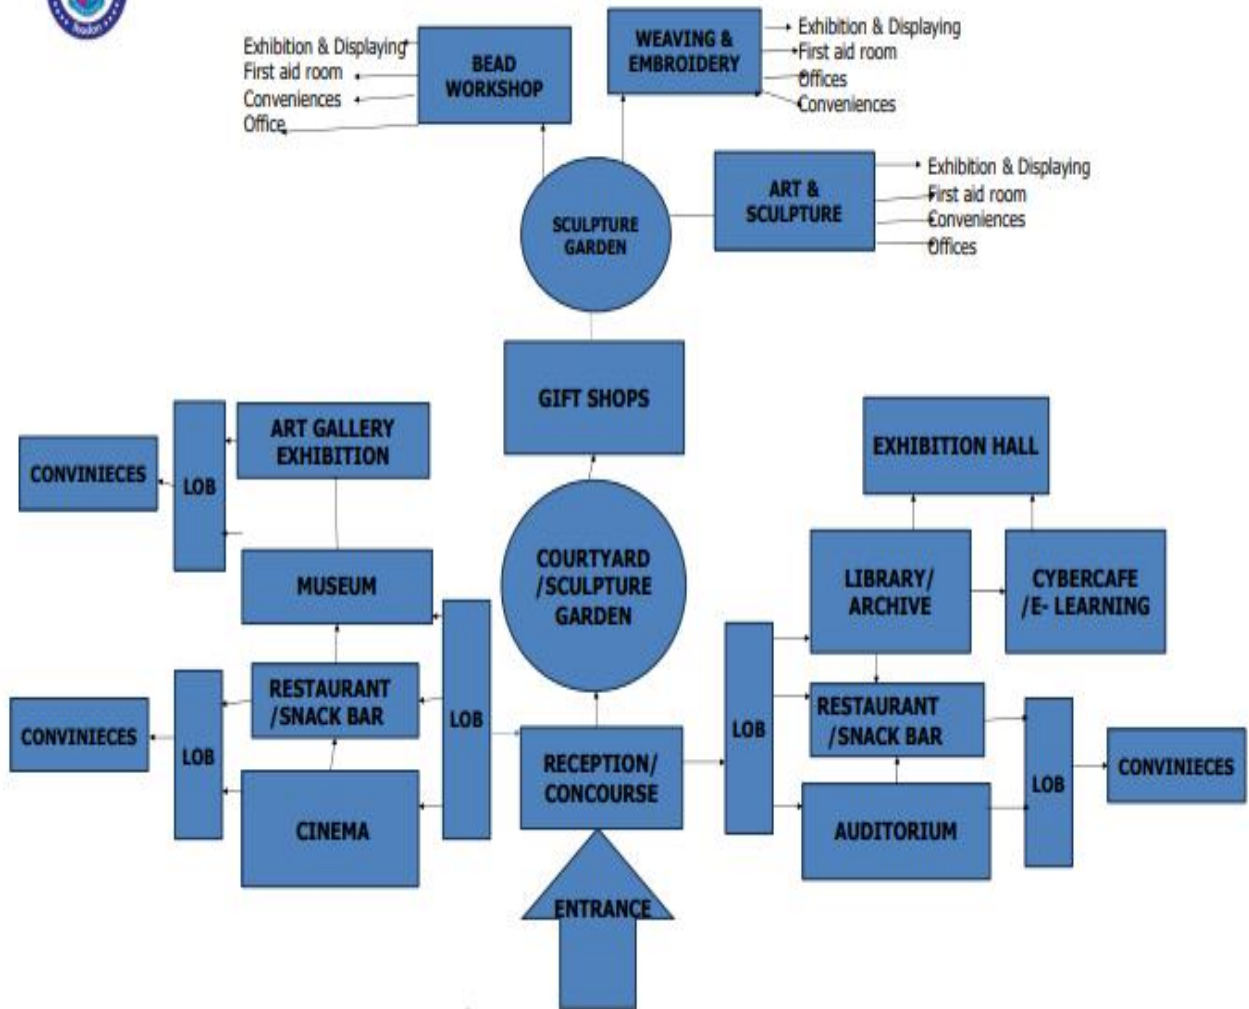 Ibadan
Exhibition & Displaying
First aid room
Conveniences
Office
BEAD
WORKSHOP
WEAVING &
EMBROIDERY
Exhibition & Displaying
First aid room
Offices
Conveniences
ART &
SCULPTURE
Exhibition & Displaying
First aid room
Conveniences
Offices
SCULPTURE
GARDEN
GIFT SHOPS
ART GALLERY
EXHIBITION
LOB
CONVINIECES
MUSEUM
COURTYARD
/SCULPTURE
GARDEN
EXHIBITION HALL
LIBRARY/
ARCHIVE
CYBERCAFE
/E- LEARNING
RESTAURANT
/SNACK BAR
LOB
CONVINIECES
LOB
CINEMA
RECEPTION/
CONCOURSE
LOB
RESTAURANT
/SNACK BAR
AUDITORIUM
LOB
CONVINIECES
ENTRANCE